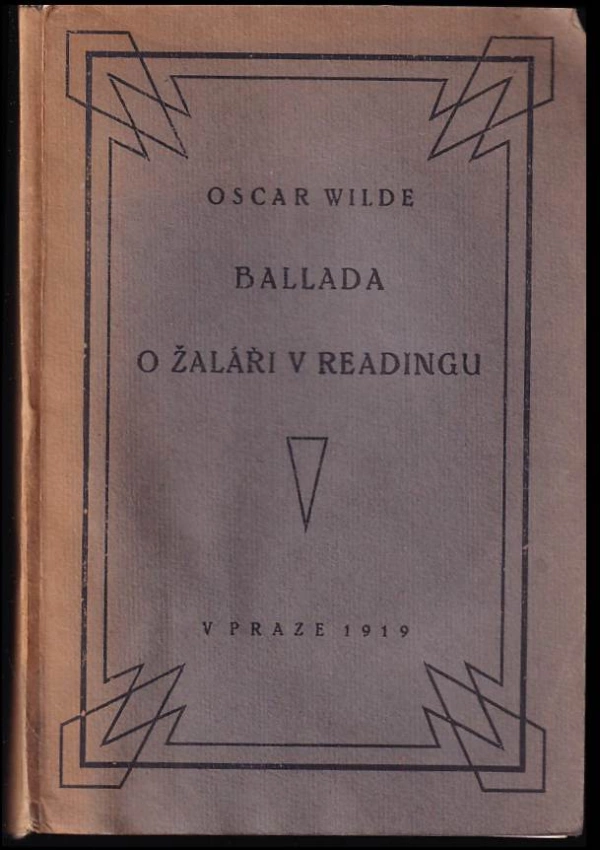 OSCAR WILDE
BALLADA
O ŽALÁŘI V READINGU
V PRAZE 1919